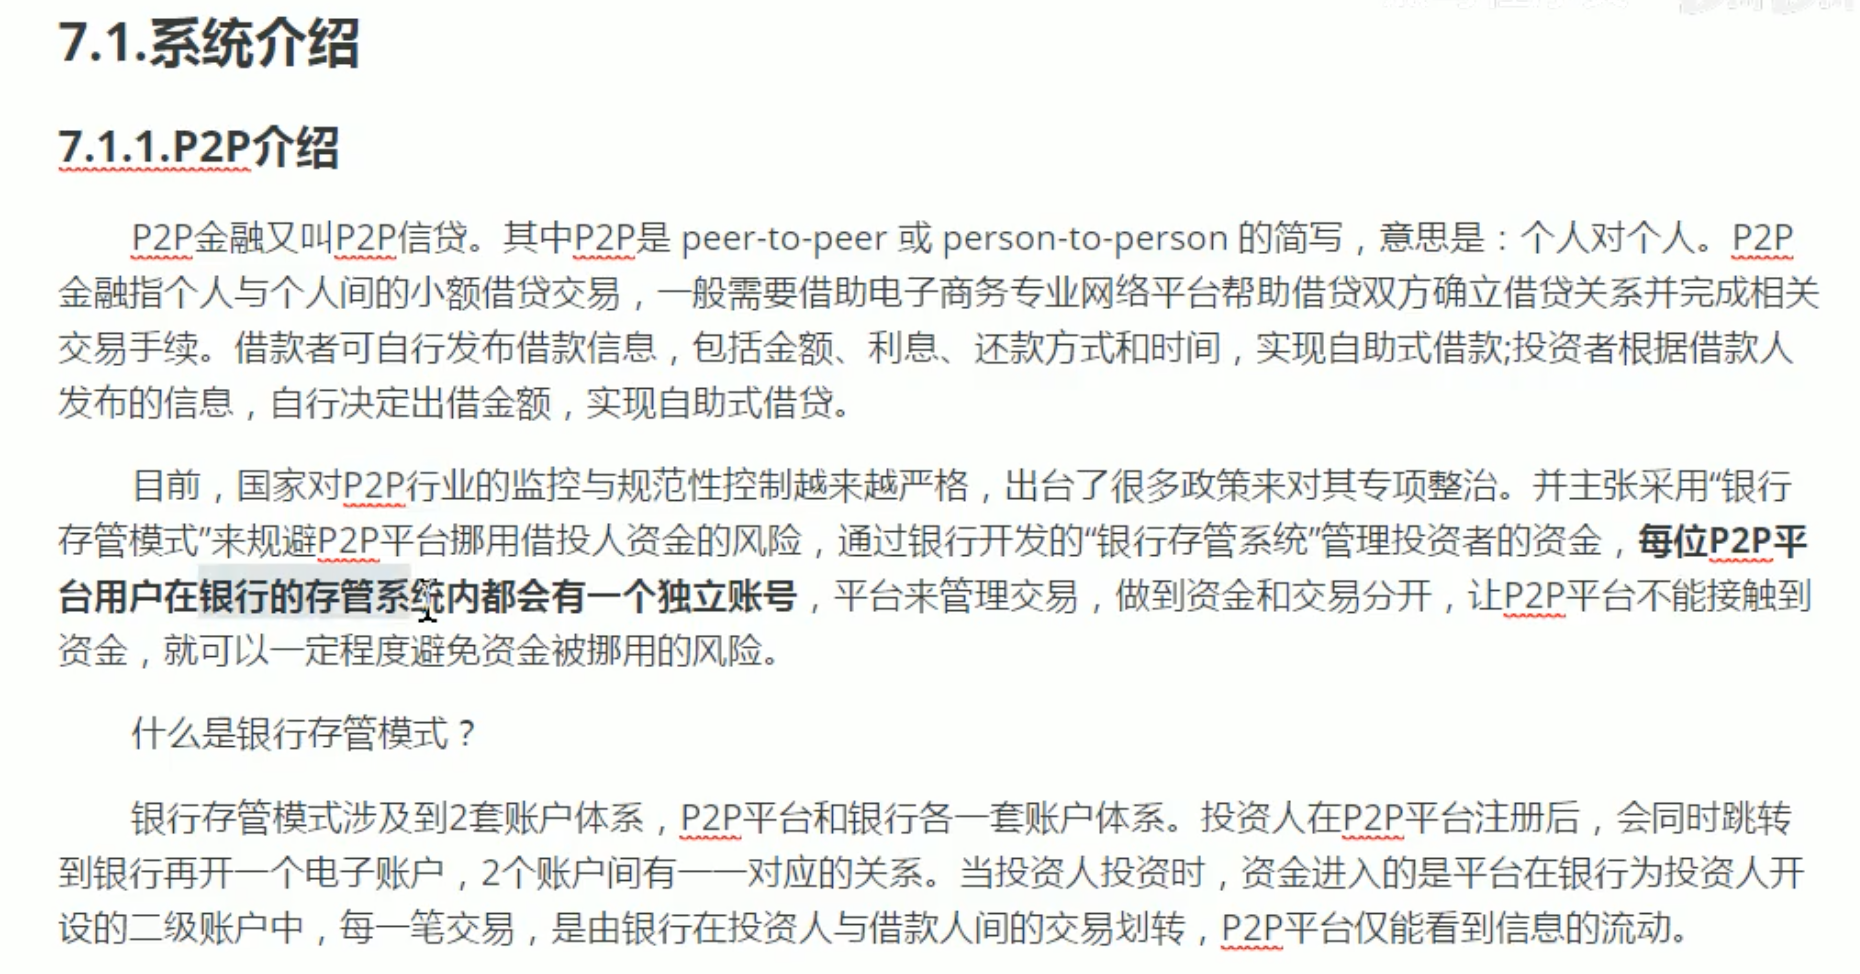 7.1.系统介绍
7.1.1.P2P介绍
P2P金融又叫P2P信贷。其中P2P是 peer-to-peer 或 person-to-person 的简写，意思是：个人对个人。P2P
金融指个人与个人间的小额借贷交易，一般需要借助电子商务专业网络平台帮助借贷双方确立借贷关系并完成相关
交易手续。借款者可自行发布借款信息，包括金额、利息、还款方式和时间，实现自助式借款;投资者根据借款人
发布的信息，自行决定出借金额，实现自助式借贷。
目前，国家对P2P行业的监控与规范性控制越来越严格，出台了很多政策来对其专项整治。并主张采用“银行
存管模式”来规避P2P平台挪用借投人资金的风险，通过银行开发的“银行存管系统”管理投资者的资金，每位P2P平
台用户在银行的存管系统内都会有一个独立账号，平台来管理交易，做到资金和交易分开，让P2P平台不能接触到
资金，就可以一定程度避免资金被挪用的风险。
什么是银行存管模式？
银行存管模式涉及到2套账户体系，P2P平台和银行各一套账户体系。投资人在P2P平台注册后，会同时跳转
到银行再开一个电子账户，2个账户间有一一对应的关系。当投资人投资时，资金进入的是平台在银行为投资人开
设的二级账户中，每一笔交易，是由银行在投资人与借款人间的交易划转，P2P平台仅能看到信息的流动。